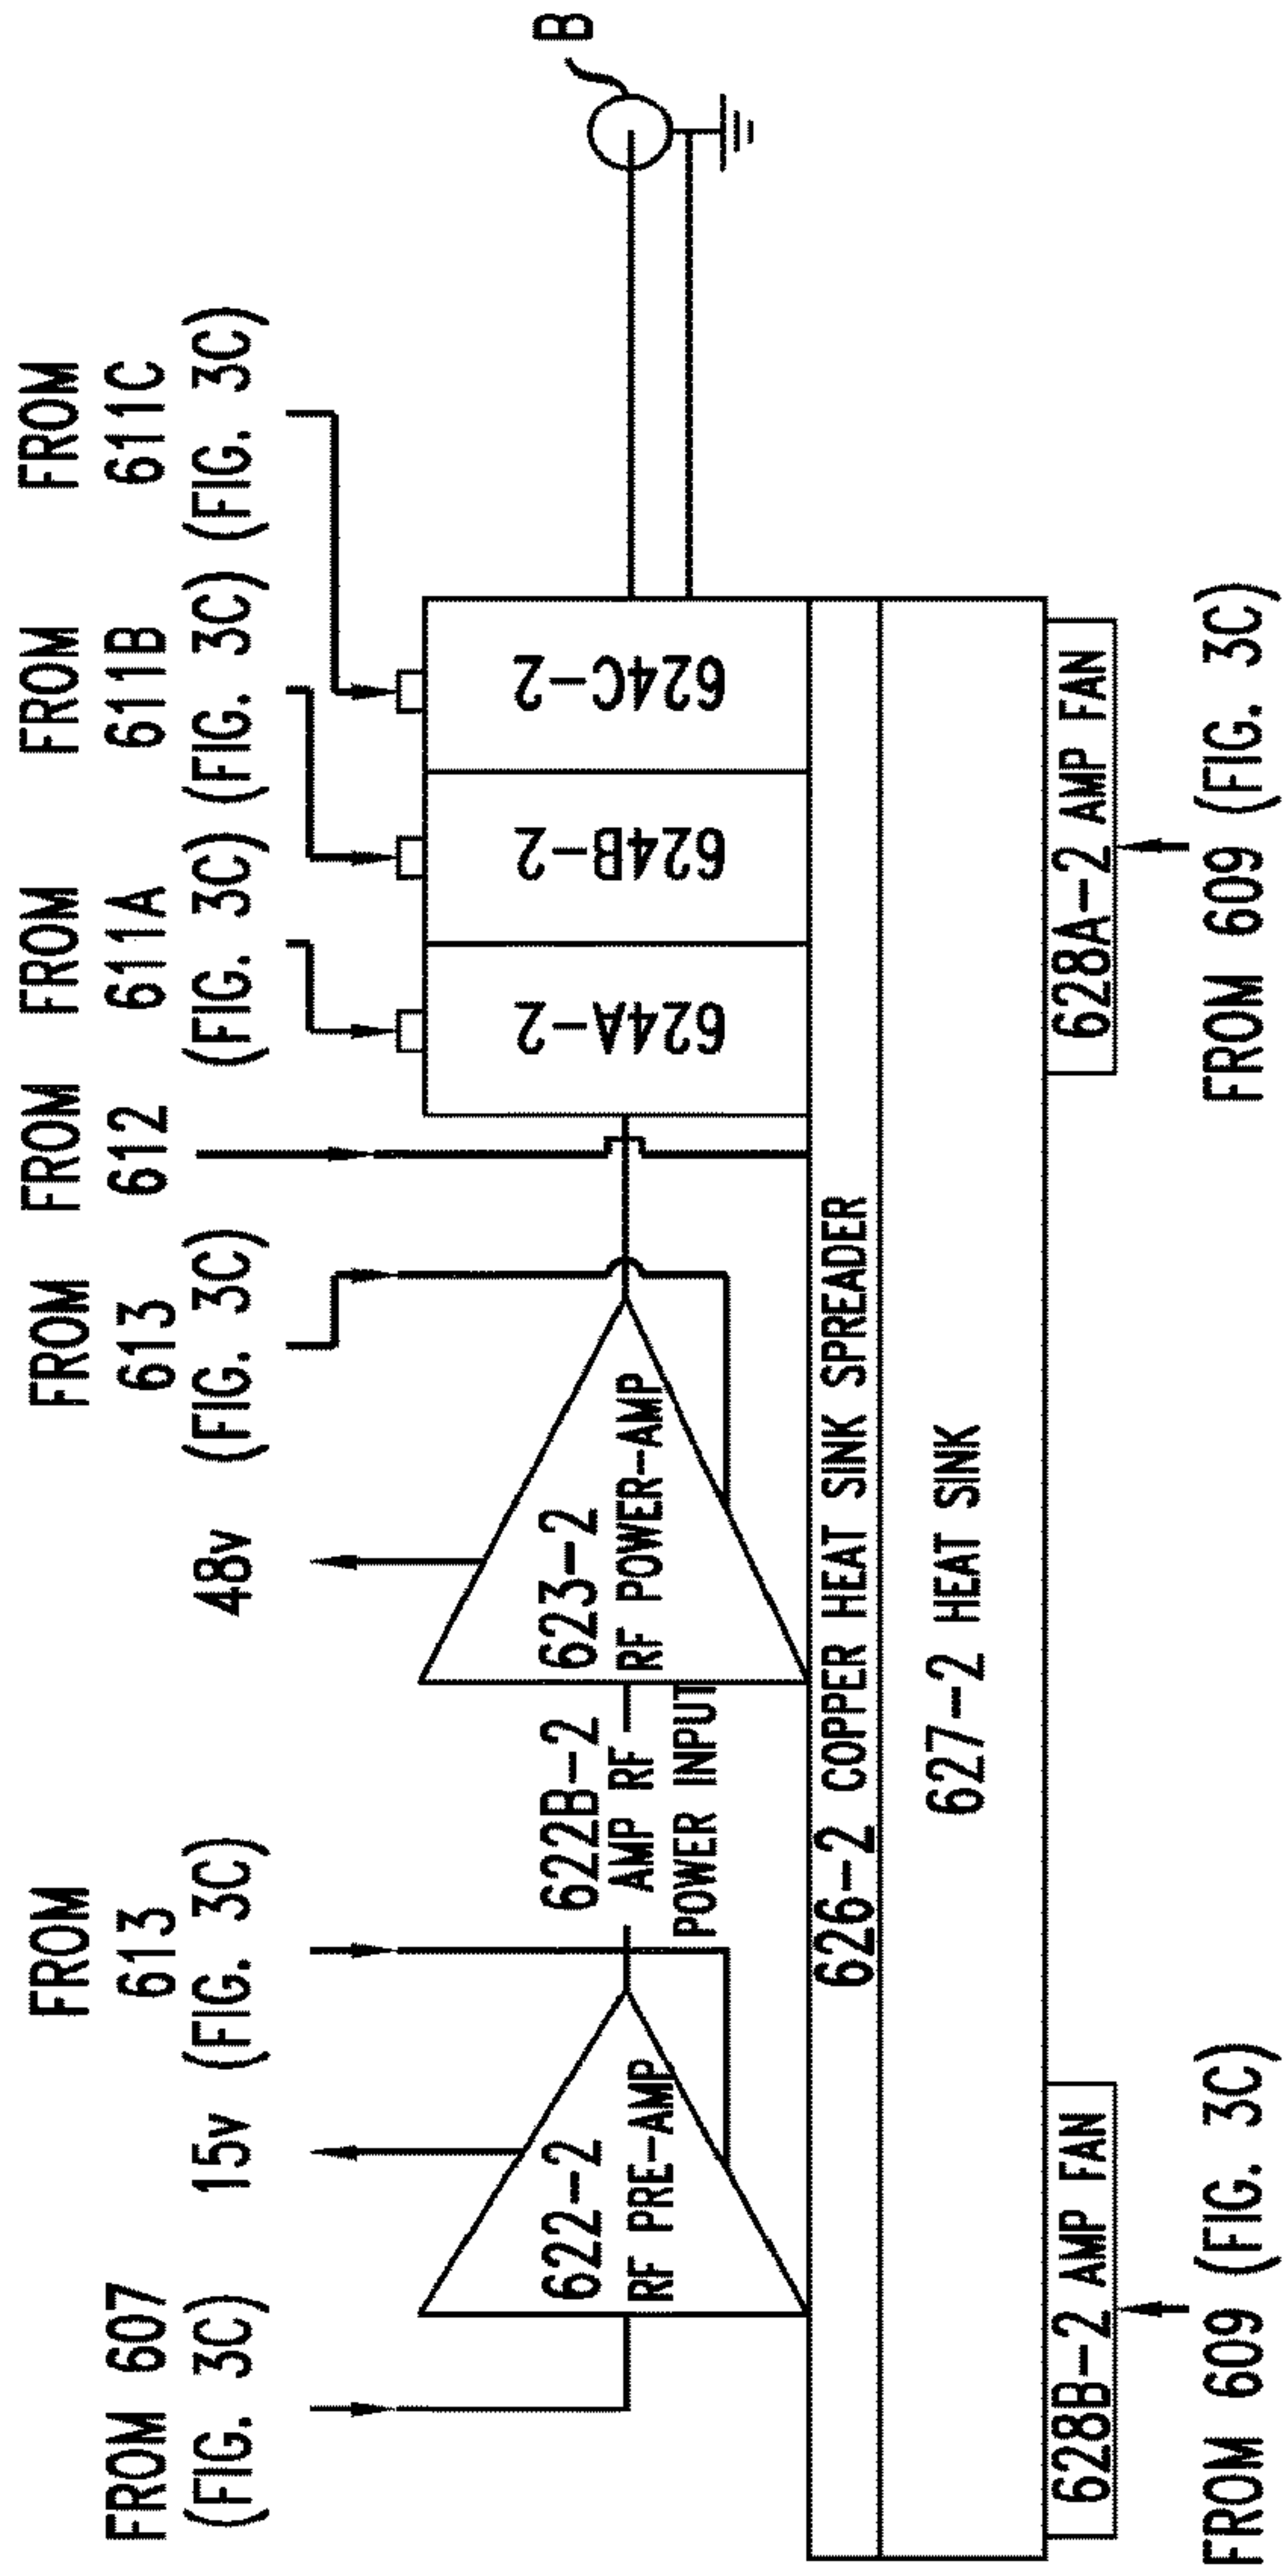 FROM 607
(FIG. 3C)
15v
FROM
613
(FIG. 3C)
48v
FROM
613
(FIG. 3C)
FROM
612
FROM
611A
(FIG. 3C)
FROM
611B
(FIG. 3C)
FROM
611C
(FIG. 3C)
622-2
RF PRE-AMP
622B-2
AMP RF
POWER INPUT
623-2
RF POWER-AMP
624A-2
624B-2
624C-2
B
626-2 COPPER HEAT SINK SPREADER
627-2 HEAT SINK
628B-2 AMP FAN
628A-2 AMP FAN
FROM 609 (FIG. 3C)
FROM 609 (FIG. 3C)